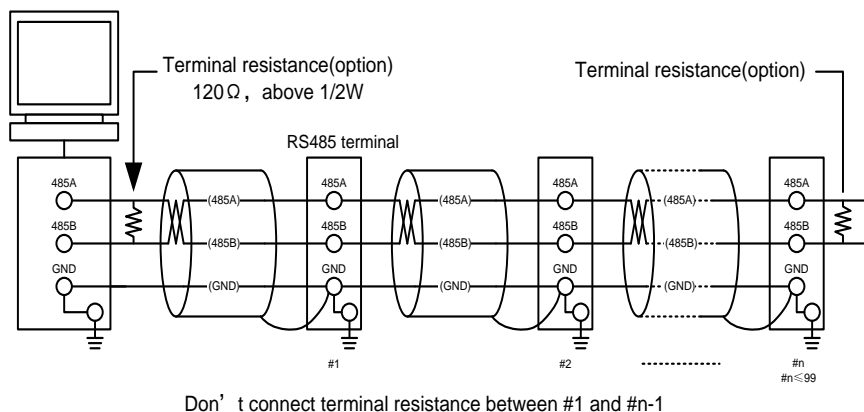 Terminal resistance(option)
120Ω, above 1/2W
Terminal resistance(option)
RS485 terminal
485A
485B
GND
(485A)
(485B)
(GND)
485A
485B
GND
#1
(485A)
(485B)
(GND)
485A
485B
GND
#2
(485A)
(485B)
(GND)
485A
485B
GND
#n
#n≤99
Don't connect terminal resistance between #1 and #n-1